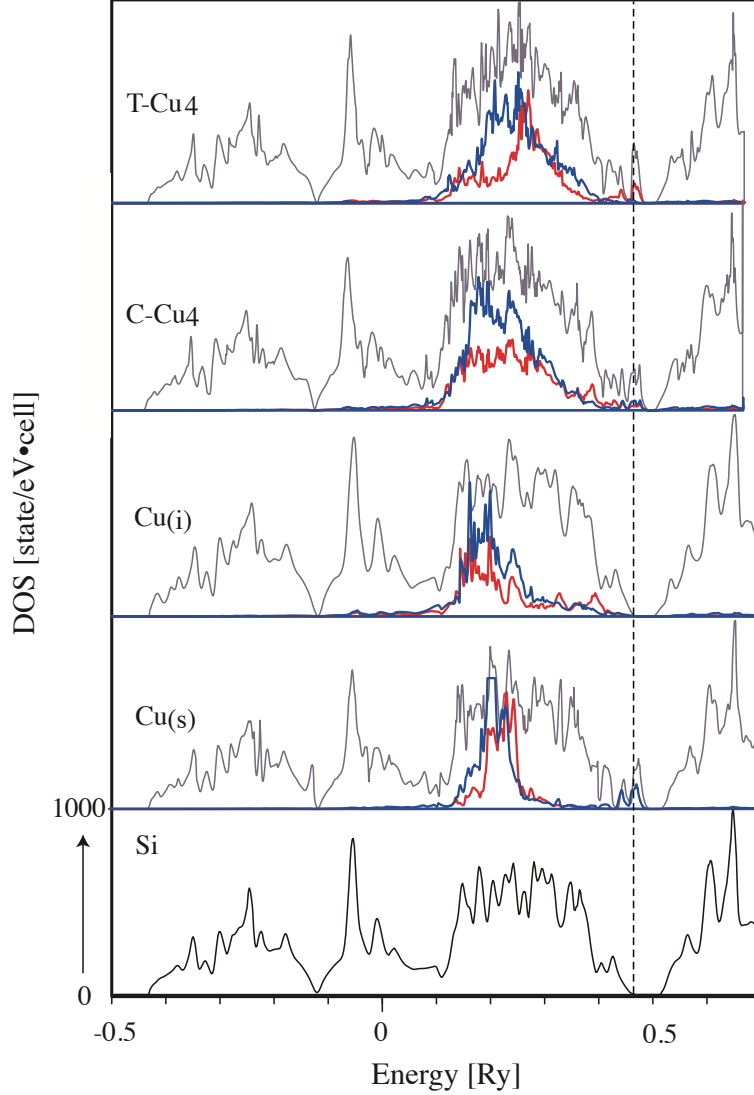 T-Cu4
C-Cu4
Cu(i)
Cu(s)
1000
Si
0
-0.5
0
0.5
Energy [Ry]
DOS [state/eV•cell]